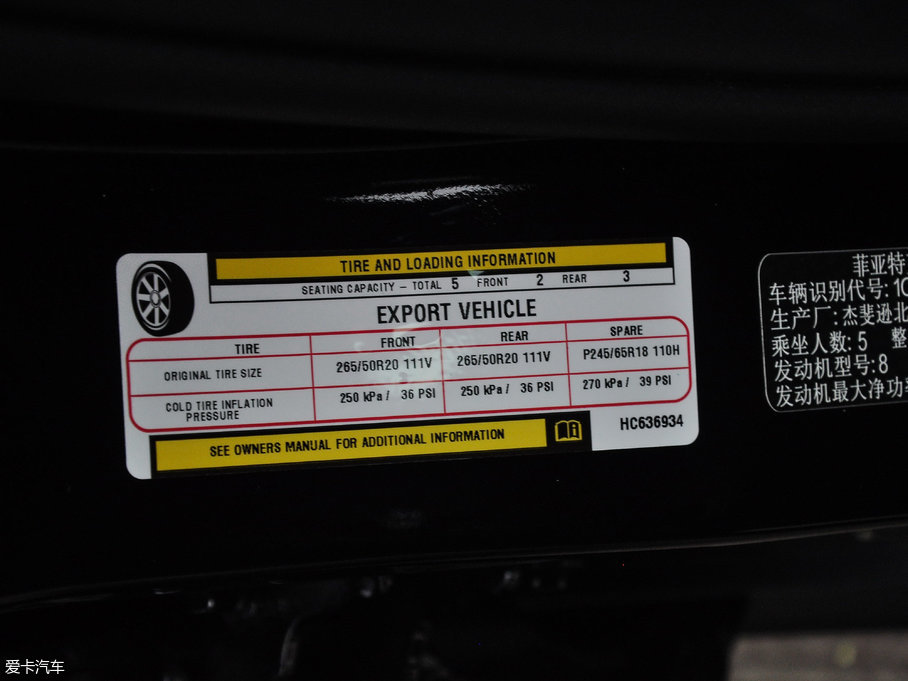 TIRE AND LOADING INFORMATION
SEATING CAPACITY - TOTAL 5 FRONT 2 REAR 3
EXPORT VEHICLE
TIRE FRONT REAR SPARE
ORIGINAL TIRE SIZE 265/50R20 111V 265/50R20 111V P245/65R18 110H
COLD TIRE INFLATION PRESSURE 250 kPa / 36 PSI 250 kPa / 36 PSI 270 kPa / 39 PSI
SEE OWNERS MANUAL FOR ADDITIONAL INFORMATION
HC636934
菲亚特
车辆识别代号:1C
生产厂:杰斐逊北
乘坐人数:5 整
发动机型号:8
发动机最大净功
爱卡汽车